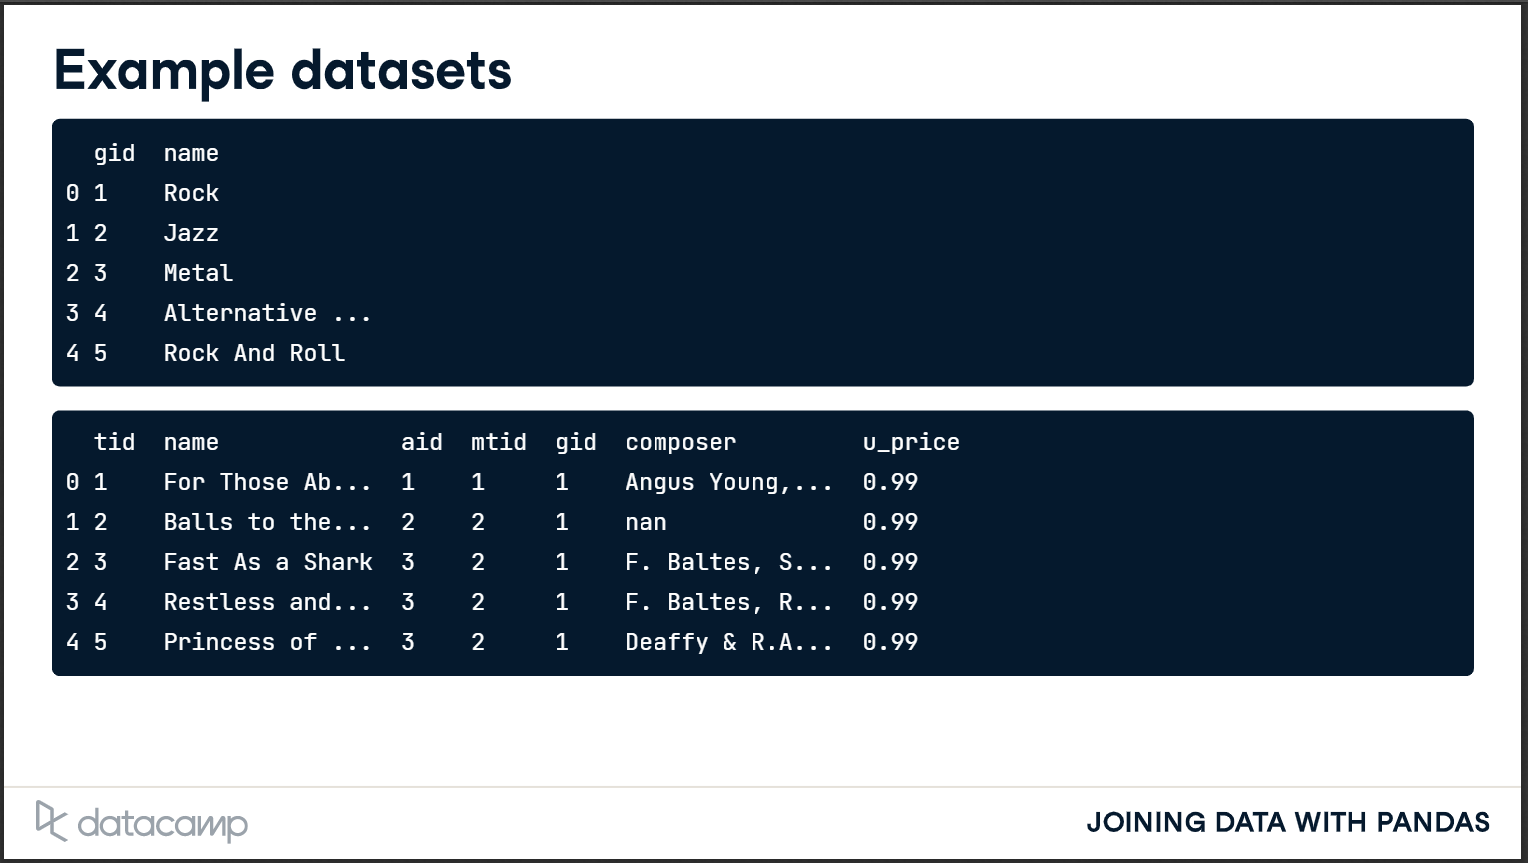 Example datasets
gid name
0 1 Rock
1 2 Jazz
2 3 Metal
3 4 Alternative ...
4 5 Rock And Roll
tid name aid mtid gid composer u_price
0 1 For Those Ab... 1 1 1 Angus Young,... 0.99
1 2 Balls to the... 2 2 1 nan 0.99
2 3 Fast As a Shark 3 2 1 F. Baltes, S... 0.99
3 4 Restless and... 3 2 1 F. Baltes, R... 0.99
4 5 Princess of ... 3 2 1 Deaffy & R.A... 0.99
datacamp
JOINING DATA WITH PANDAS